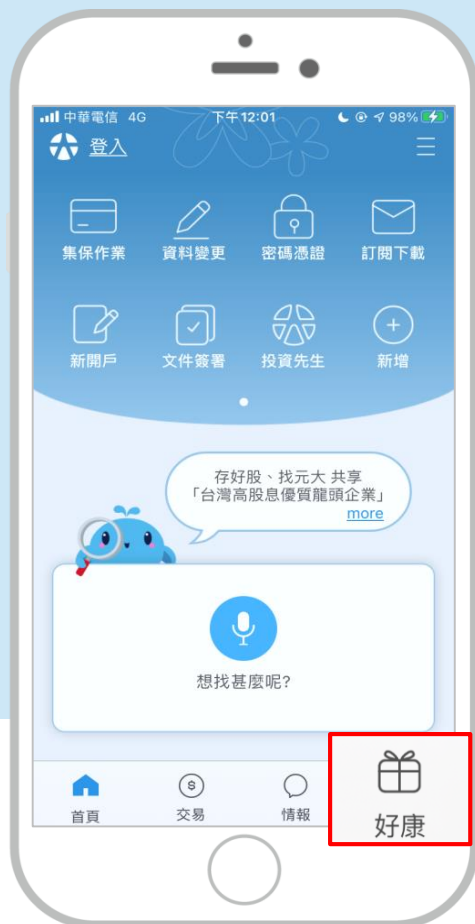 中華電信 4G 下午12:01 98%
登入
集保作業 資料變更 密碼憑證 訂閱下載
新開戶 文件簽署 投資先生 新增
存好股、找元大 共享
「台灣高股息優質龍頭企業」
more
想找甚麼呢?
首頁 交易 情報 好康